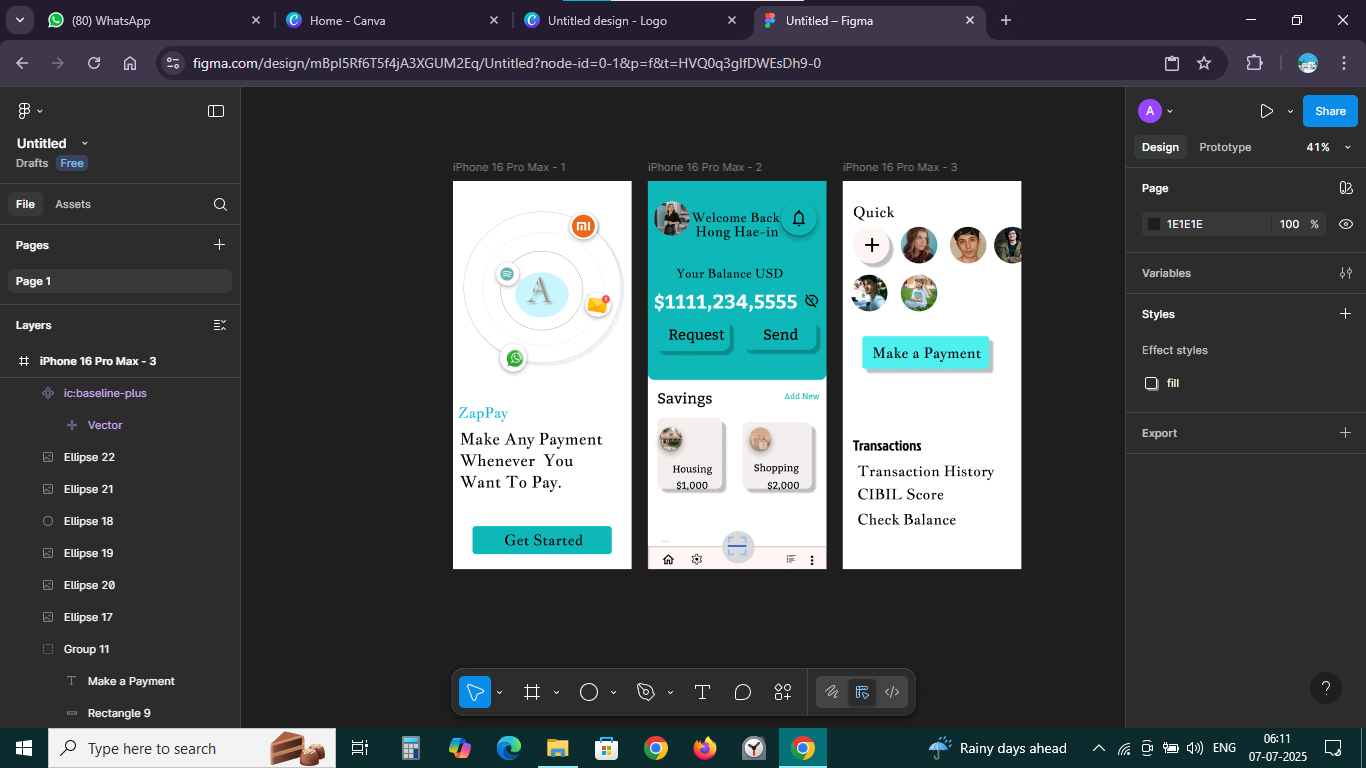 (80) WhatsApp
Home - Canva
Untitled design - Logo
Untitled – Figma
figma.com/design/mBpI5Rf6T5f4jA3XGUM2Eq/Untitled?node-id=0-1&p=f&t=HVQ0q3glfDWEsDh9-0
Untitled
Drafts Free
File Assets
Pages
Page 1
Layers
iPhone 16 Pro Max - 3
ic:baseline-plus
Vector
Ellipse 22
Ellipse 21
Ellipse 18
Ellipse 19
Ellipse 20
Ellipse 17
Group 11
Make a Payment
Rectangle 9
iPhone 16 Pro Max - 1
A
ZapPay
Make Any Payment
Whenever You
Want To Pay.
Get Started
iPhone 16 Pro Max - 2
Welcome Back
Hong Hae-in
Your Balance USD
$1111,234,5555
Request Send
Savings Add New
Housing
$1,000
Shopping
$2,000
...
iPhone 16 Pro Max - 3
Quick
Make a Payment
Transactions
Transaction History
CIBIL Score
Check Balance
A
Share
Design Prototype 41%
Page
1E1E1E 100 %
Variables
Styles
Effect styles
fill
Export
?
Type here to search
Rainy days ahead
ENG
06:11
07-07-2025